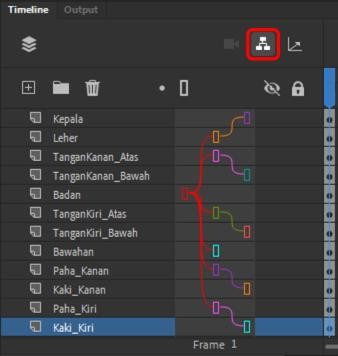 Timeline Output
Kepala
Leher
TanganKanan_Atas
TanganKanan_Bawah
Badan
TanganKiri_Atas
TanganKiri_Bawah
Bawahan
Paha_Kanan
Kaki_Kanan
Paha_Kiri
Kaki_Kiri
Frame 1